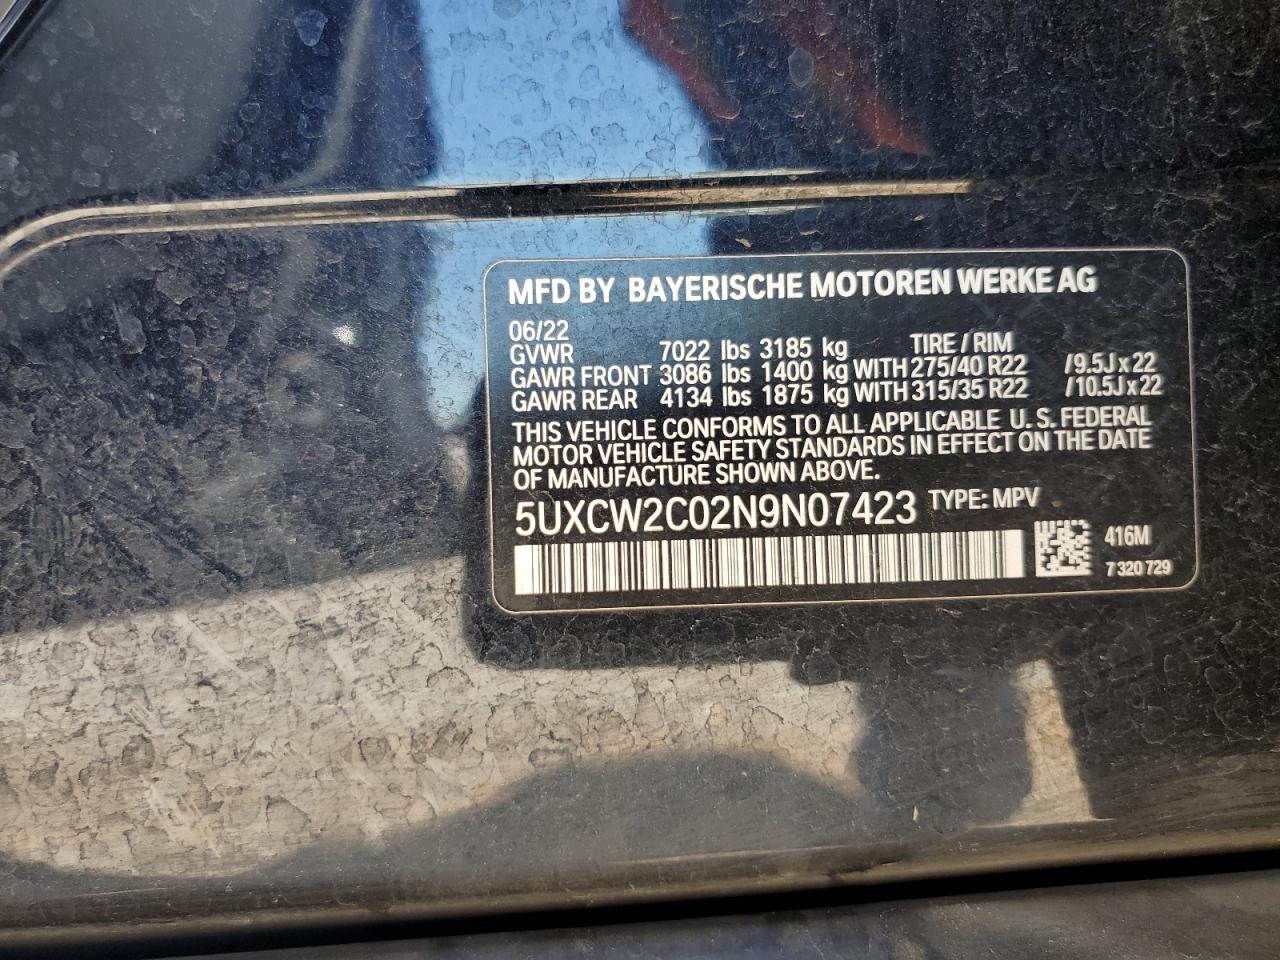 MFD BY BAYERISCHE MOTOREN WERKE AG
06/22
TIRE / RIM
GVWR 7022 lbs 3185 kg
GAWR FRONT 3086 lbs 1400 kg WITH 275/40 R22 /9.5J x 22
GAWR REAR 4134 lbs 1875 kg WITH 315/35 R22 /10.5J x 22
THIS VEHICLE CONFORMS TO ALL APPLICABLE U.S. FEDERAL
MOTOR VEHICLE SAFETY STANDARDS IN EFFECT ON THE DATE
OF MANUFACTURE SHOWN ABOVE.
5UXCW2C02N9N07423 TYPE: MPV
416M
7 320 729